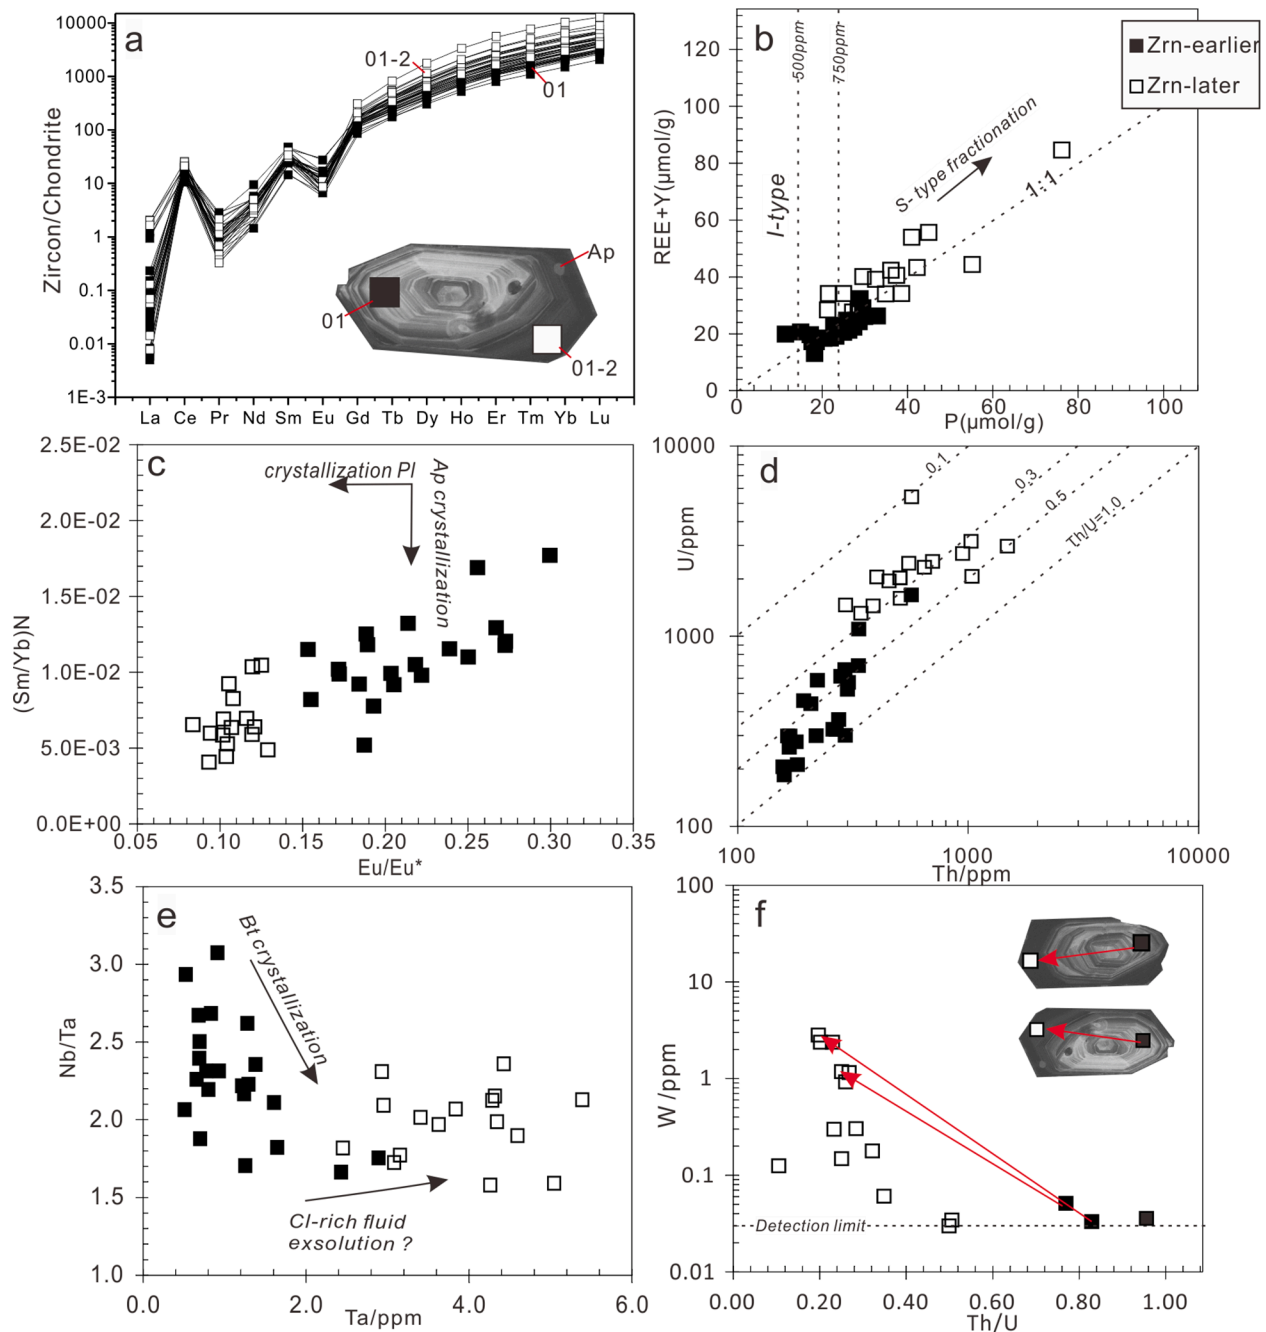 a
Zircon/Chondrite
10000
1000
100
10
1
0.1
0.01
1E-3
01-2
01
Ap
01
01-2
La Ce Pr Nd Sm Eu Gd Tb Dy Ho Er Tm Yb Lu
b
REE+Y(μmol/g)
120
100
80
60
40
20
0
500ppm
750ppm
I-type
S- type fractionation
1:1
Zrn-earlier
Zrn-later
0 20 40 60 80 100
P(μmol/g)
c
(Sm/Yb)N
2.5E-02
2.0E-02
1.5E-02
1.0E-02
5.0E-03
0.0E+00
crystallization Pl
Ap crystallization
0.05 0.10 0.15 0.20 0.25 0.30 0.35
Eu/Eu*
d
U/ppm
10000
1000
100
0.1
0.3
0.5
Th/U=1.0
100 1000 10000
Th/ppm
e
Nb/Ta
3.5
3.0
2.5
2.0
1.5
1.0
Bt crystallization
Cl-rich fluid
exsolution ?
0.0 2.0 4.0 6.0
Ta/ppm
f
W/ppm
100
10
1
0.1
0.01
Detection limit
0.00 0.20 0.40 0.60 0.80 1.00
Th/U